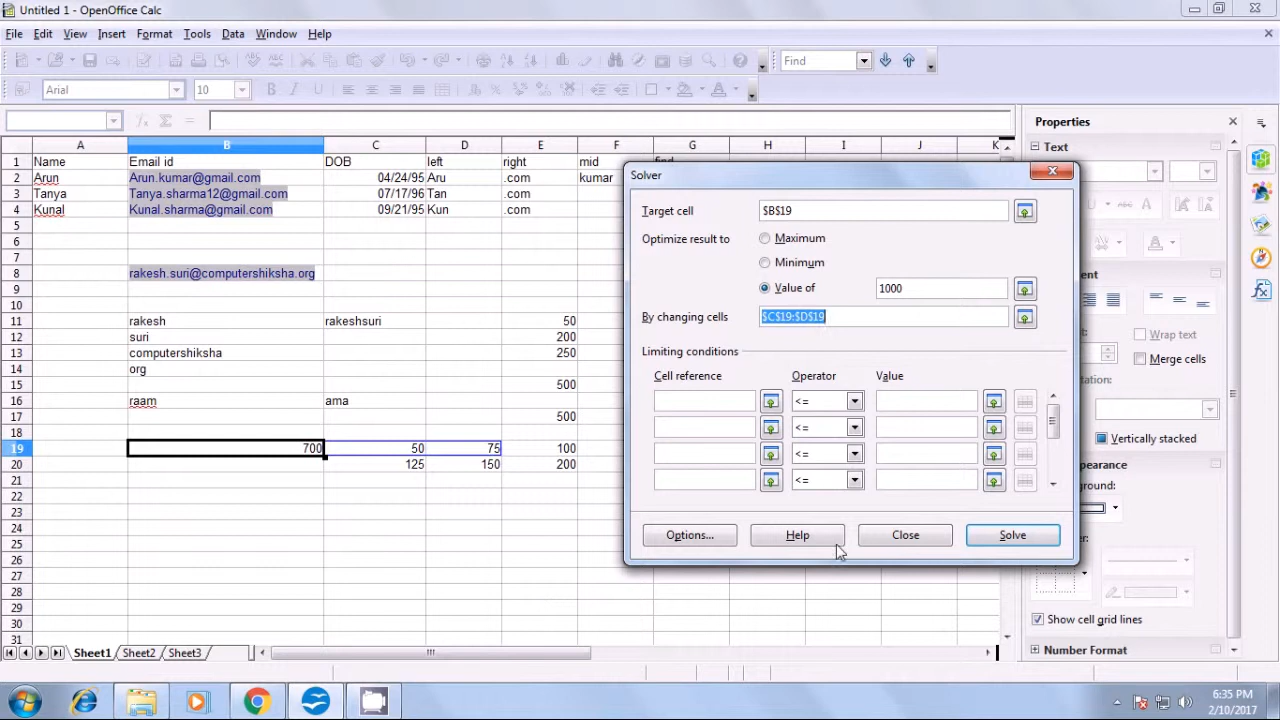 Untitled 1 - OpenOffice Calc
File Edit View Insert Format Tools Data Window Help
Find
Arial 10
Properties
A B C D E F G H I J K
Text
1 Name Email id DOB left right mid find
2 Arun Arun.kumar@gmail.com 04/24/95 Aru .com kumar
3 Tanya Tanya.sharma12@gmail.com 07/17/96 Tan .com
4 Kunal Kunal.sharma@gmail.com 09/21/95 Kun .com
5
6
7
8 rakesh.suri@computershiksha.org
9
10
11 rakesh rakeshsuri 50
12 suri 200
13 computershiksha 250
14 org
15 500
16 raam ama
17 500
18
19 700 50 75 100
20 125 150 200
21
22
23
24
25
26
27
28
29
30
31
Solver
Target cell $B$19
Optimize result to Maximum
Minimum
Value of 1000
By changing cells $C$19:$D$19
Limiting conditions
Cell reference Operator Value
<=
<=
<=
<=
Options... Help Close Solve
Wrap text
Merge cells
Vertically stacked
Show cell grid lines
Number Format
Sheet1 Sheet2 Sheet3
6:35 PM
2/10/2017